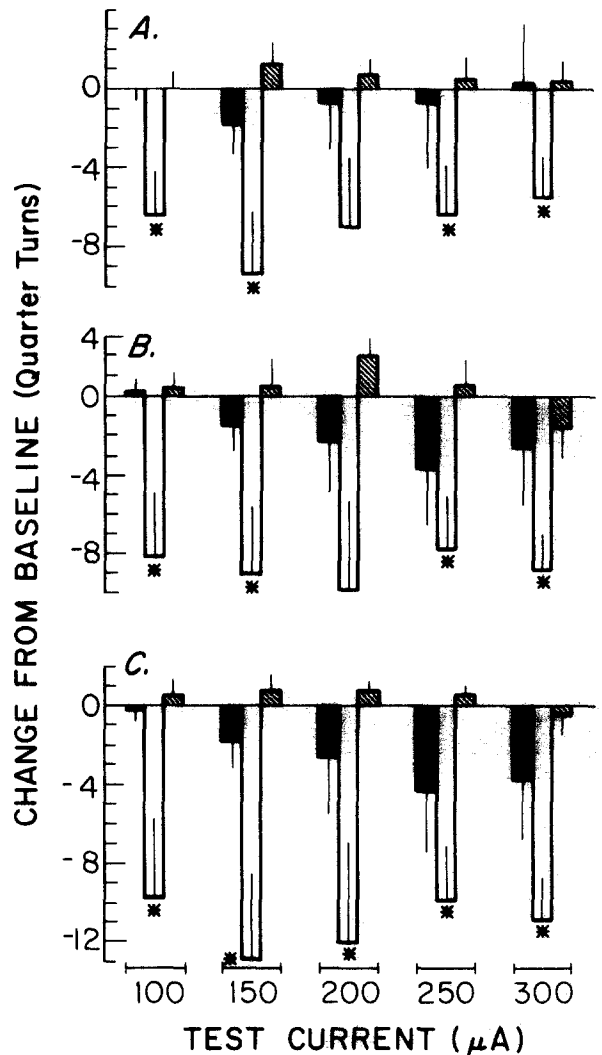 A.
0
-4
-8
* * * *
B.
4
0
-4
-8
* * * *
C.
0
-4
-8
-12
* * * * *
CHANGE FROM BASELINE (Quarter Turns)
100 150 200 250 300
TEST CURRENT (μA)